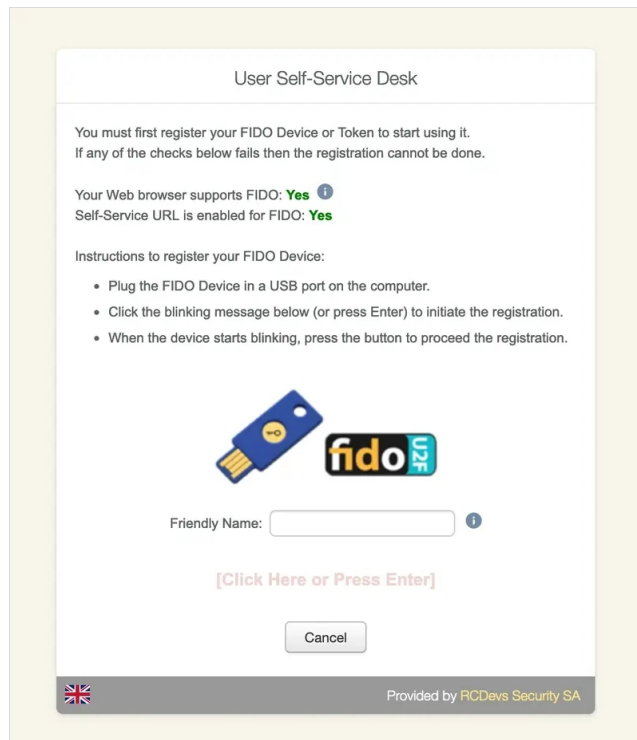 User Self-Service Desk
You must first register your FIDO Device or Token to start using it.
If any of the checks below fails then the registration cannot be done.
Your Web browser supports FIDO: Yes i
Self-Service URL is enabled for FIDO: Yes
Instructions to register your FIDO Device:
• Plug the FIDO Device in a USB port on the computer.
• Click the blinking message below (or press Enter) to initiate the registration.
• When the device starts blinking, press the button to proceed the registration.
fido U2F
Friendly Name: i
[Click Here or Press Enter]
Cancel
Provided by RCDevs Security SA